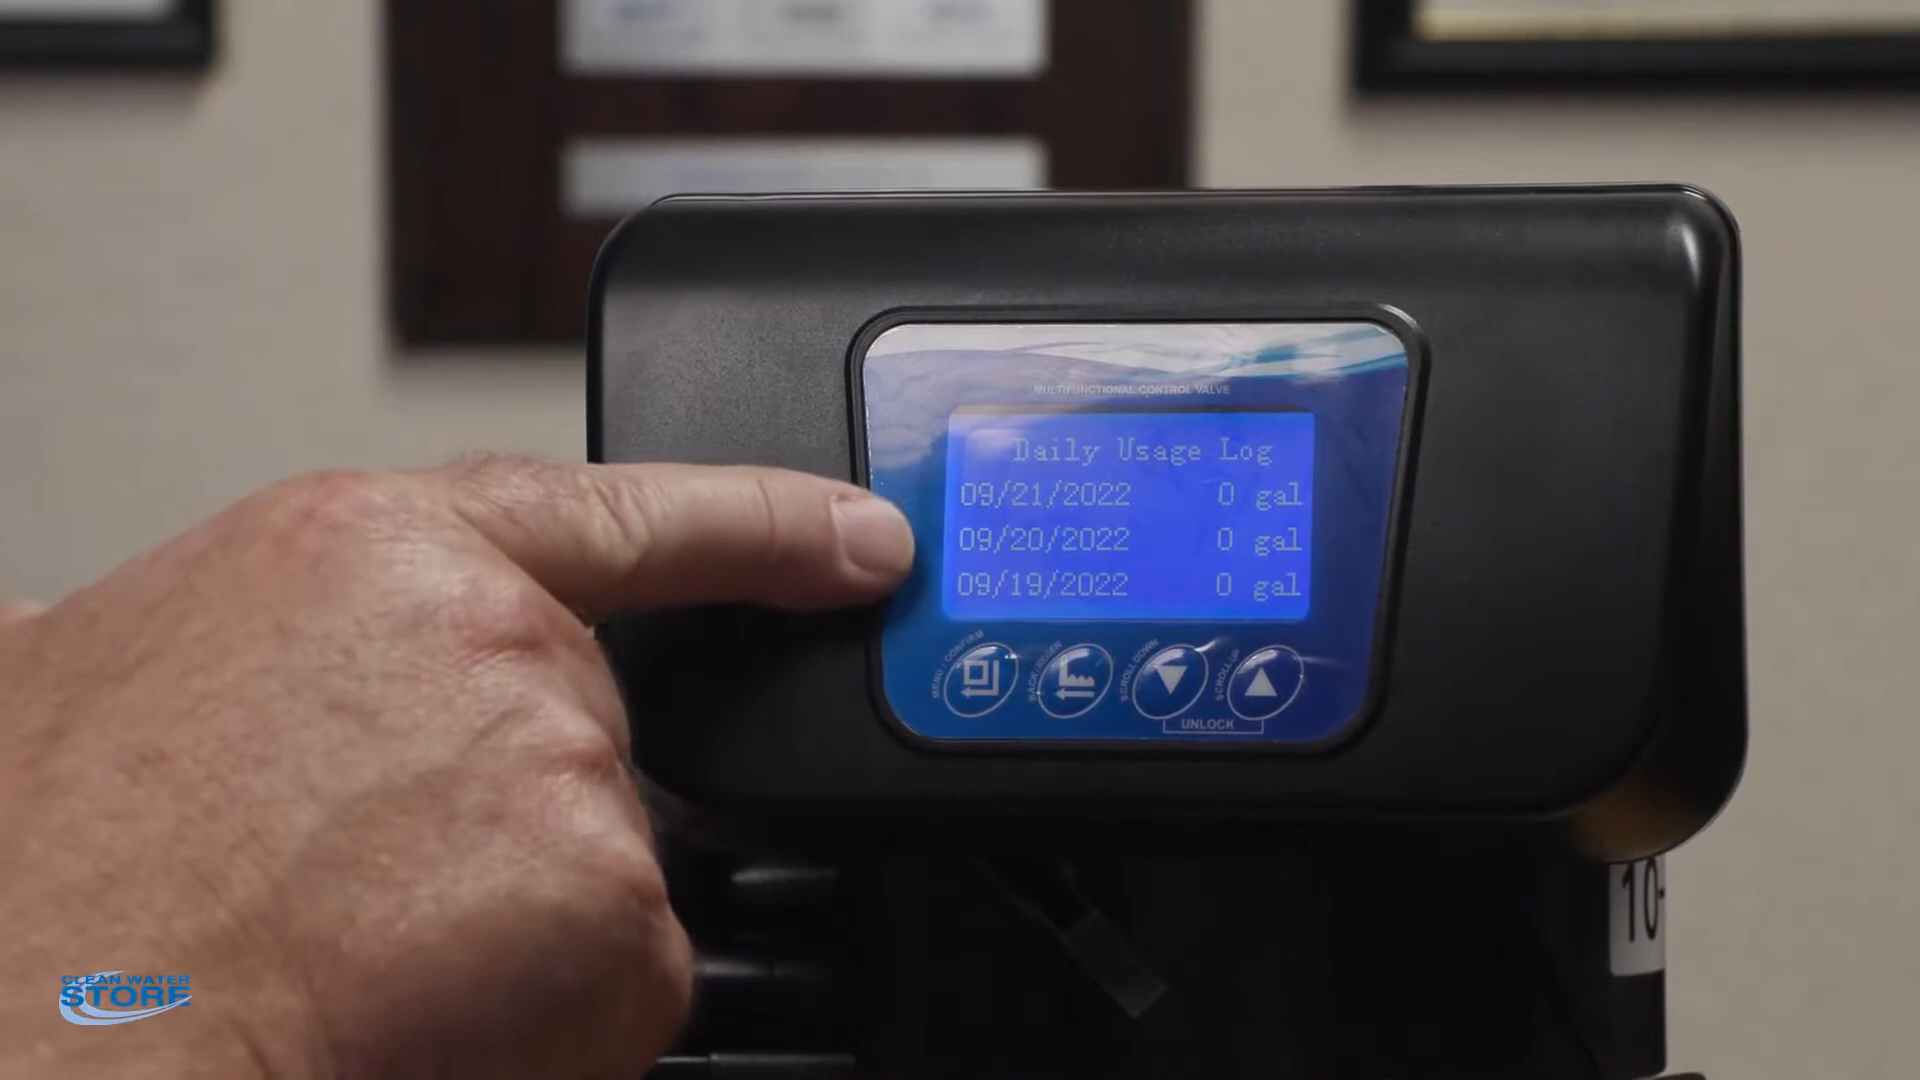 MULTIFUNCTIONAL CONTROL VALVE
Daily Usage Log
09/21/2022 0 gal
09/20/2022 0 gal
09/19/2022 0 gal
MENU / CONFIRM
BACK / REGEN
SCROLL DOWN
SCROLL UP
UNLOCK
10-
CLEAN WATER
STORE